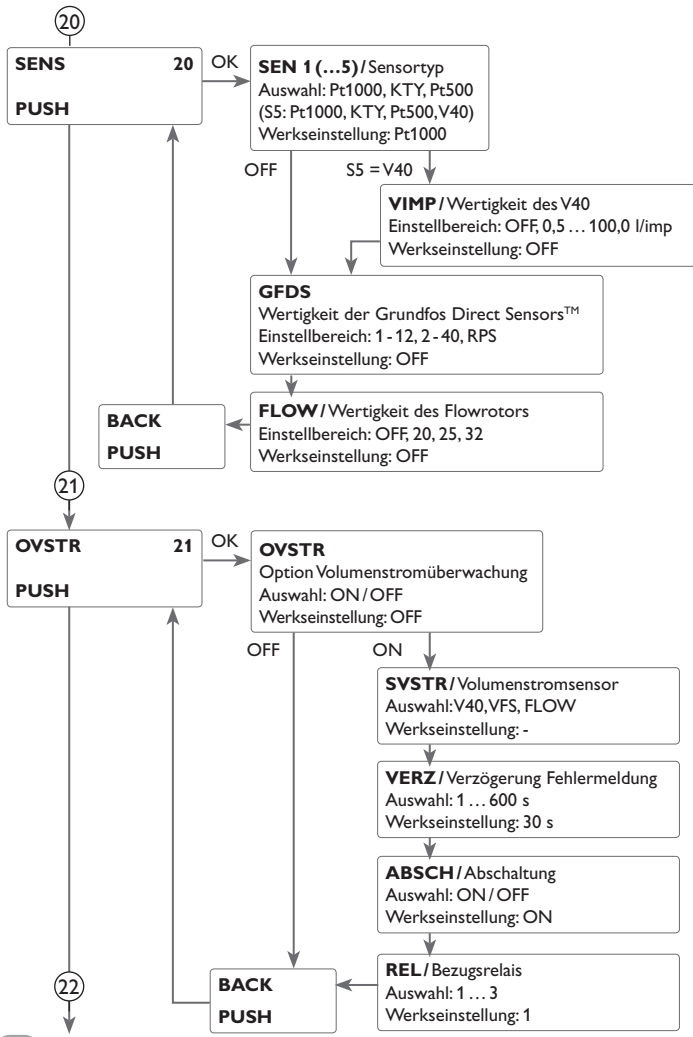 20
SENS 20
PUSH
OK
SEN 1 (…5) / Sensortyp
Auswahl: Pt1000, KTY, Pt500
(S5: Pt1000, KTY, Pt500, V40)
Werkseinstellung: Pt1000
OFF
S5 = V40
VIMP / Wertigkeit des V40
Einstellbereich: OFF, 0,5 … 100,0 l/imp
Werkseinstellung: OFF
GFDS
Wertigkeit der Grundfos Direct Sensors™
Einstellbereich: 1 - 12, 2 - 40, RPS
Werkseinstellung: OFF
FLOW / Wertigkeit des Flowrotors
Einstellbereich: OFF, 20, 25, 32
Werkseinstellung: OFF
BACK
PUSH
21
OVSTR 21
PUSH
OK
OVSTR
Option Volumenstromüberwachung
Auswahl: ON / OFF
Werkseinstellung: OFF
OFF
ON
SVSTR / Volumenstromsensor
Auswahl: V40, VFS, FLOW
Werkseinstellung: -
VERZ / Verzögerung Fehlermeldung
Auswahl: 1 … 600 s
Werkseinstellung: 30 s
ABSCH / Abschaltung
Auswahl: ON / OFF
Werkseinstellung: ON
REL / Bezugsrelais
Auswahl: 1 … 3
Werkseinstellung: 1
BACK
PUSH
22